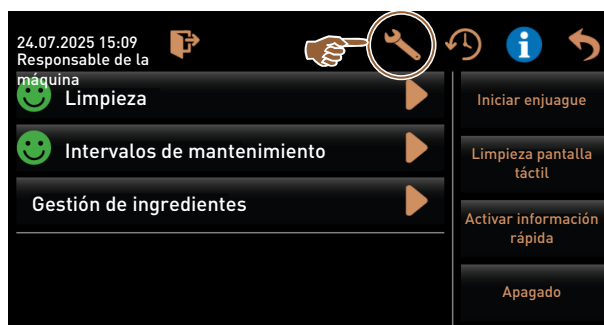 24.07.2025 15:09
Responsable de la
máquina
Limpieza
Intervalos de mantenimiento
Gestión de ingredientes
Iniciar enjuague
Limpieza pantalla
táctil
Activar información
rápida
Apagado